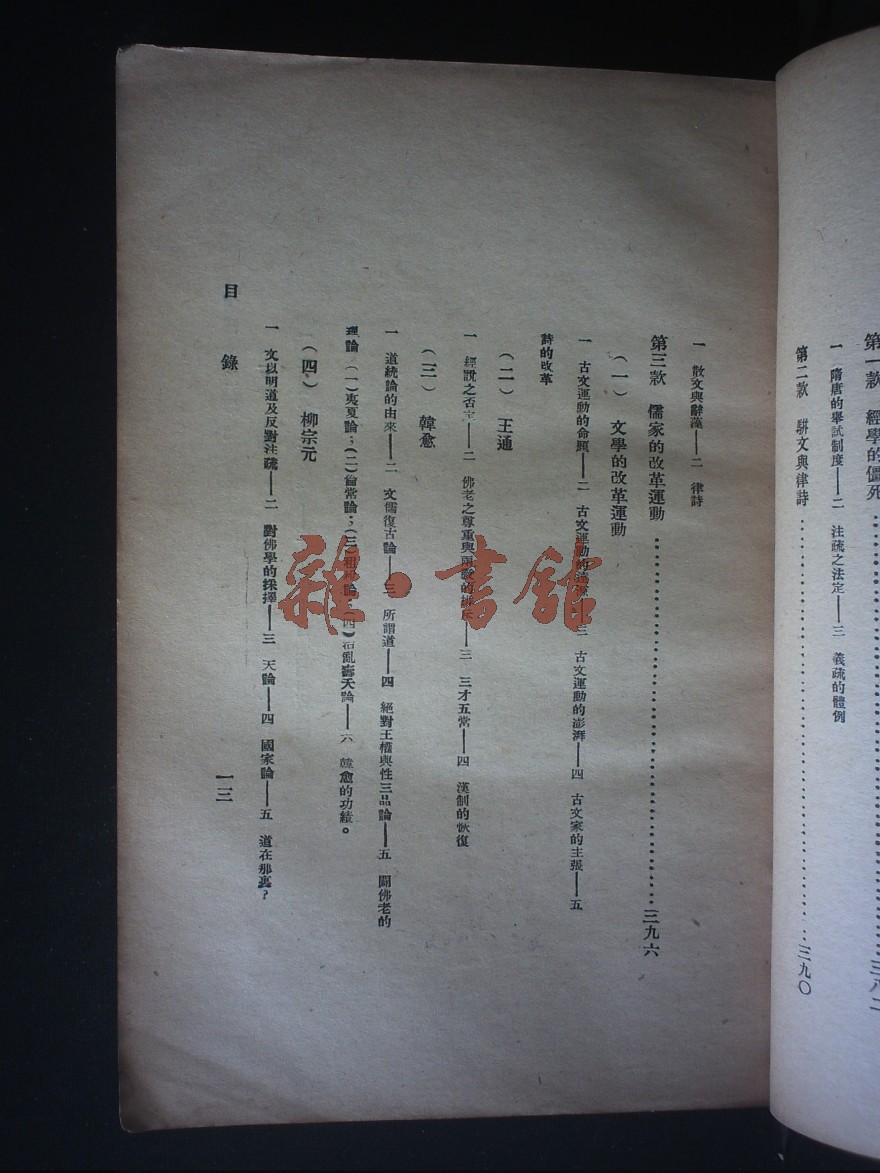 第一款 經學的僵死……三八二
一 隋唐的舉試制度——二 注疏之法定——三 義疏的體例
第二款 駢文與律詩……三九〇
一 散文與辭藻——二 律詩
第三款 儒家的改革運動……三九六
（一） 文學的改革運動
一 古文運動的命題——二 古文運動的 三 古文運動的澎湃——四 古文家的主張——五
詩的改革
（二） 王通
一 經說之否定——二 佛老之尊重與 的 三 三才五常——四 漢制的恢復
（三） 韓愈
一 道統論的由來——二 文儒復古論——三 所謂道——四 絕對王權與性三品論——五 闢佛老的
理論（一）夷夏論；（二）倫常論；（三） 論；（四）治亂壽夭論——六 韓愈的功績。
（四） 柳宗元
一 文以明道及反對注疏——二 對佛學的採擇——三 天論——四 國家論——五 道在那裏？
目錄
一三
雜·書館